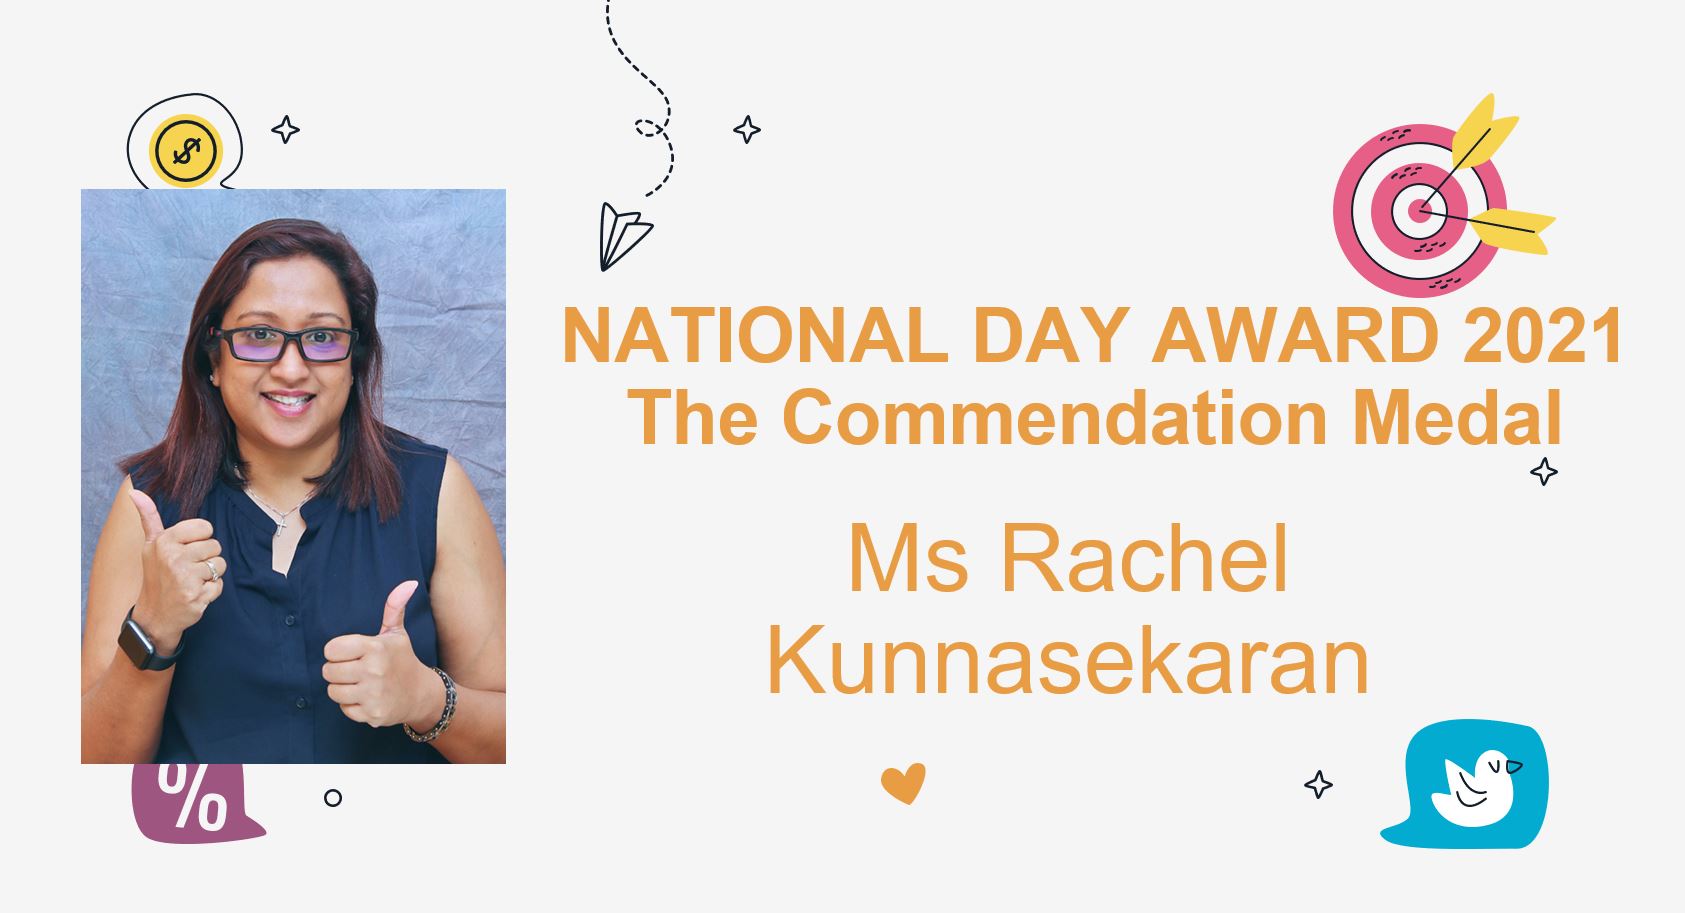 $
NATIONAL DAY AWARD 2021
The Commendation Medal
Ms Rachel
Kunnasekaran
%